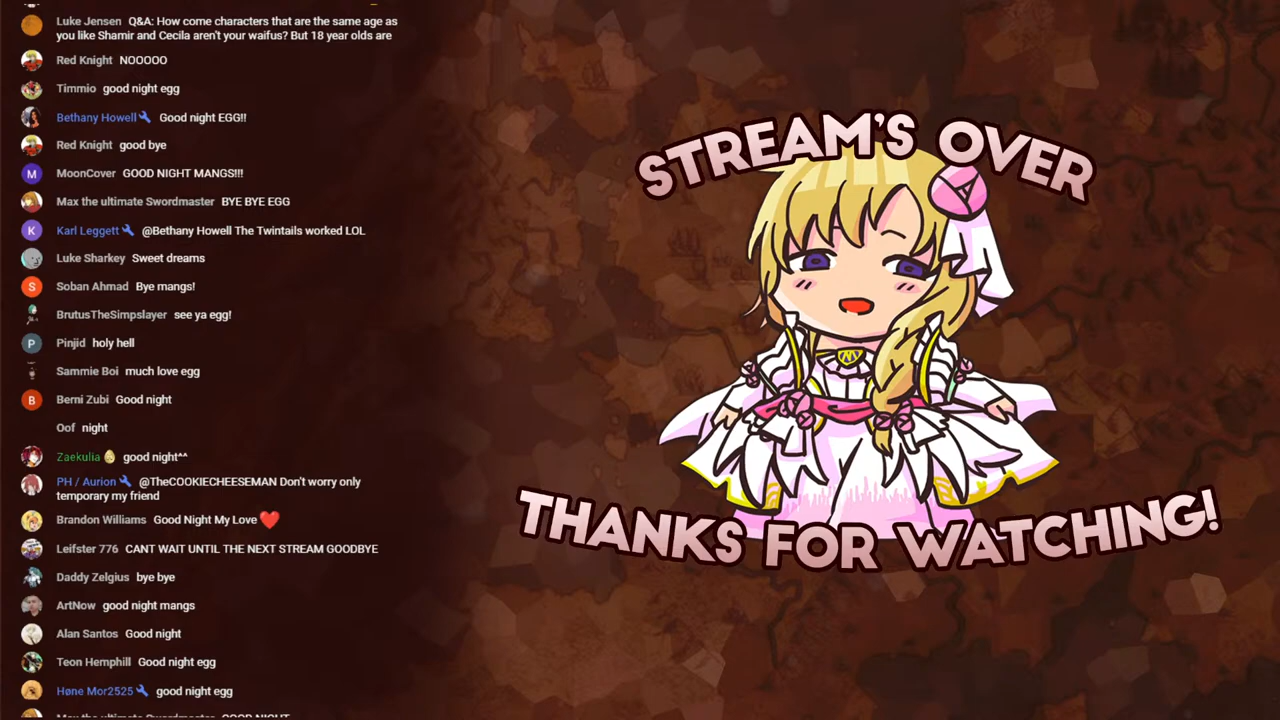 Luke Jensen Q&A: How come characters that are the same age as
you like Shamir and Cecila aren't your waifus? But 18 year olds are
Red Knight NOOOOO
Timmio good night egg
Bethany Howell Good night EGG!!
Red Knight good bye
M MoonCover GOOD NIGHT MANGS!!!
Max the ultimate Swordmaster BYE BYE EGG
K Karl Leggett @Bethany Howell The Twintails worked LOL
Luke Sharkey Sweet dreams
S Soban Ahmad Bye mangs!
BrutusTheSimpslayer see ya egg!
P Pinjid holy hell
Sammie Boi much love egg
B Berni Zubi Good night
Oof night
Zaekulia good night^^
PH / Aurion @TheCOOKIECHEESEMAN Don't worry only
temporary my friend
Brandon Williams Good Night My Love
Leifster 776 CANT WAIT UNTIL THE NEXT STREAM GOODBYE
Daddy Zelgius bye bye
ArtNow good night mangs
Alan Santos Good night
Teon Hemphill Good night egg
Høne Mor2525 good night egg
Max the ultimate Swordmaster GOOD NIGHT
STREAM'S OVER
THANKS FOR WATCHING!